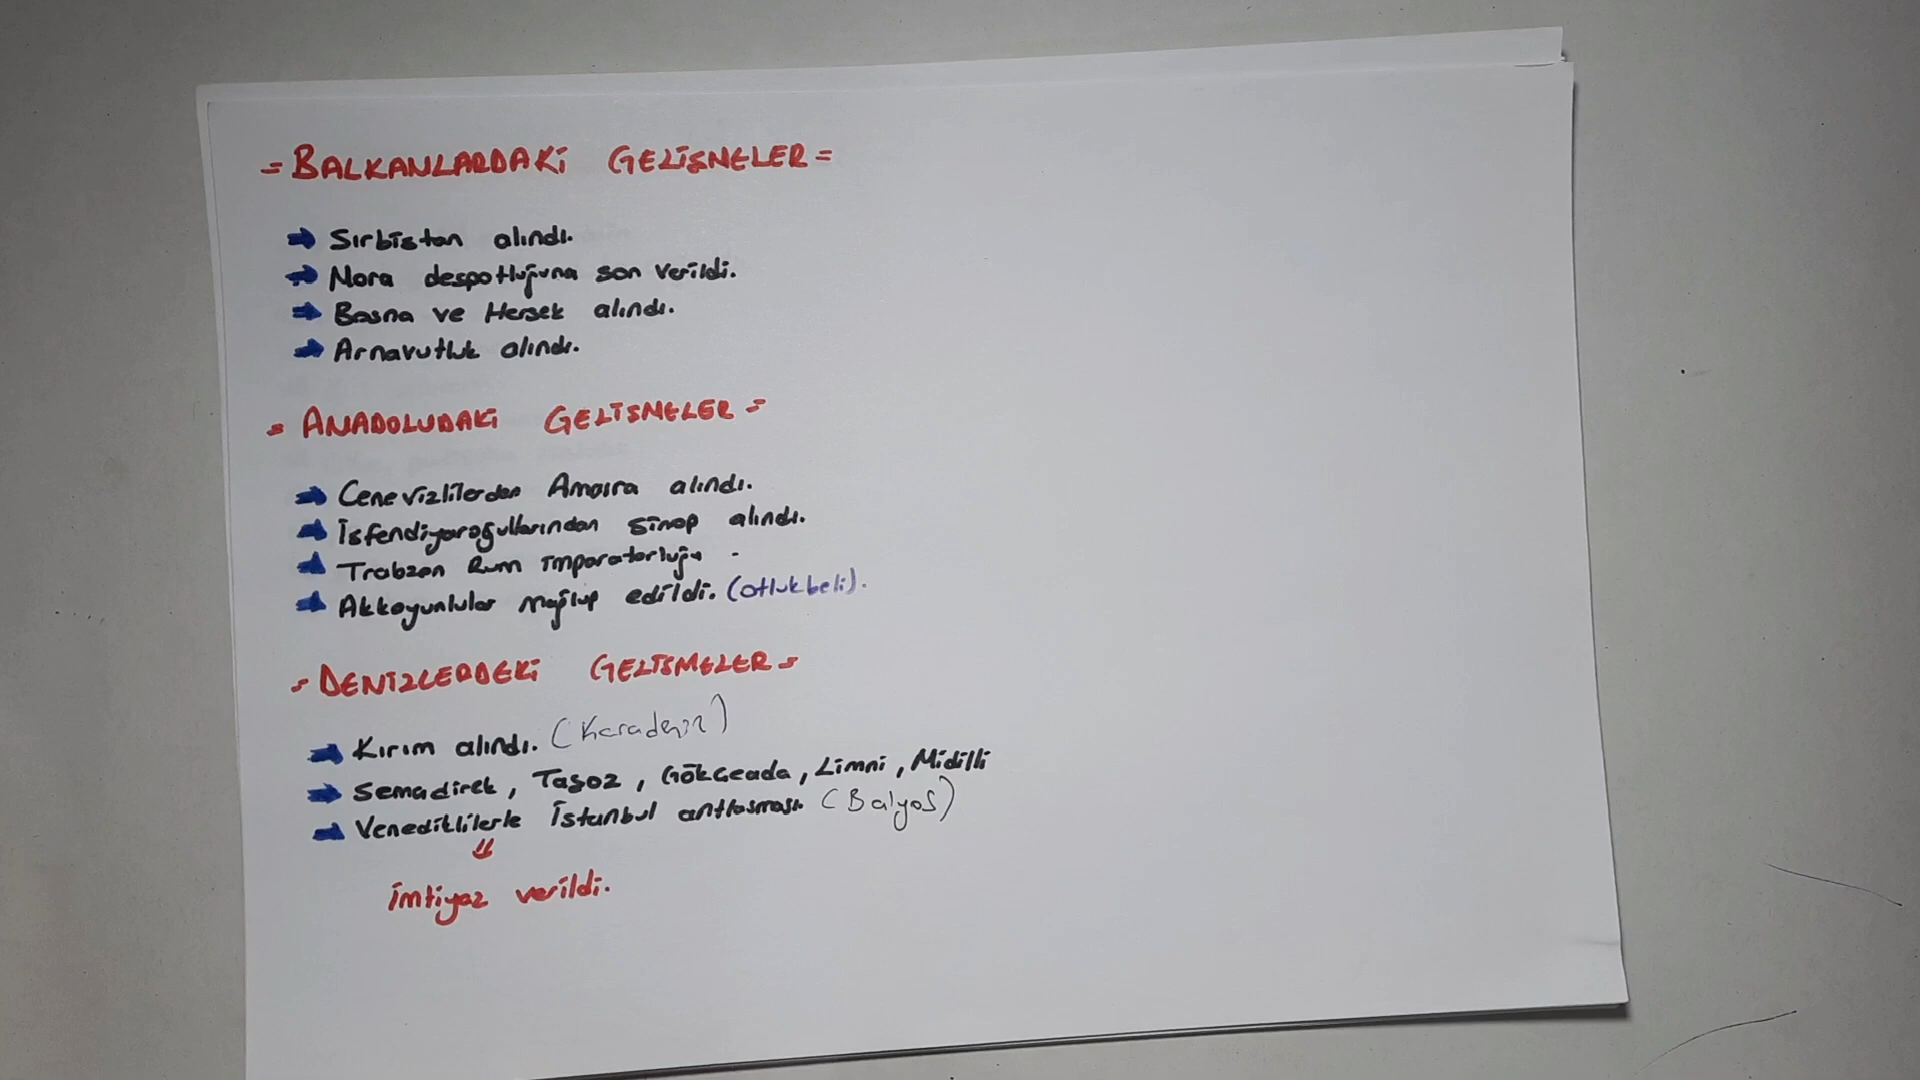 = BALKANLARDAKİ GELİŞMELER =
➡ Sırbistan alındı.
➡ Mora despotluğuna son verildi.
➡ Bosna ve Hersek alındı.
➡ Arnavutluk alındı.
= ANADOLUDAKİ GELİŞMELER =
➡ Cenevizlilerden Amasra alındı.
➡ İsfendiyaroğullarından Sinop alındı.
➡ Trabzon Rum imparatorluğu -
➡ Akkoyunlular mağlup edildi. (otlukbeli).
= DENİZLERDEKİ GELİŞMELER =
➡ Kırım alındı. (Karadeniz)
➡ Semadirek, Taşoz, Gökçeada, Limni, Midilli
➡ Venediklilerle İstanbul antlaşması. (Balyos)
⇓
İmtiyaz verildi.